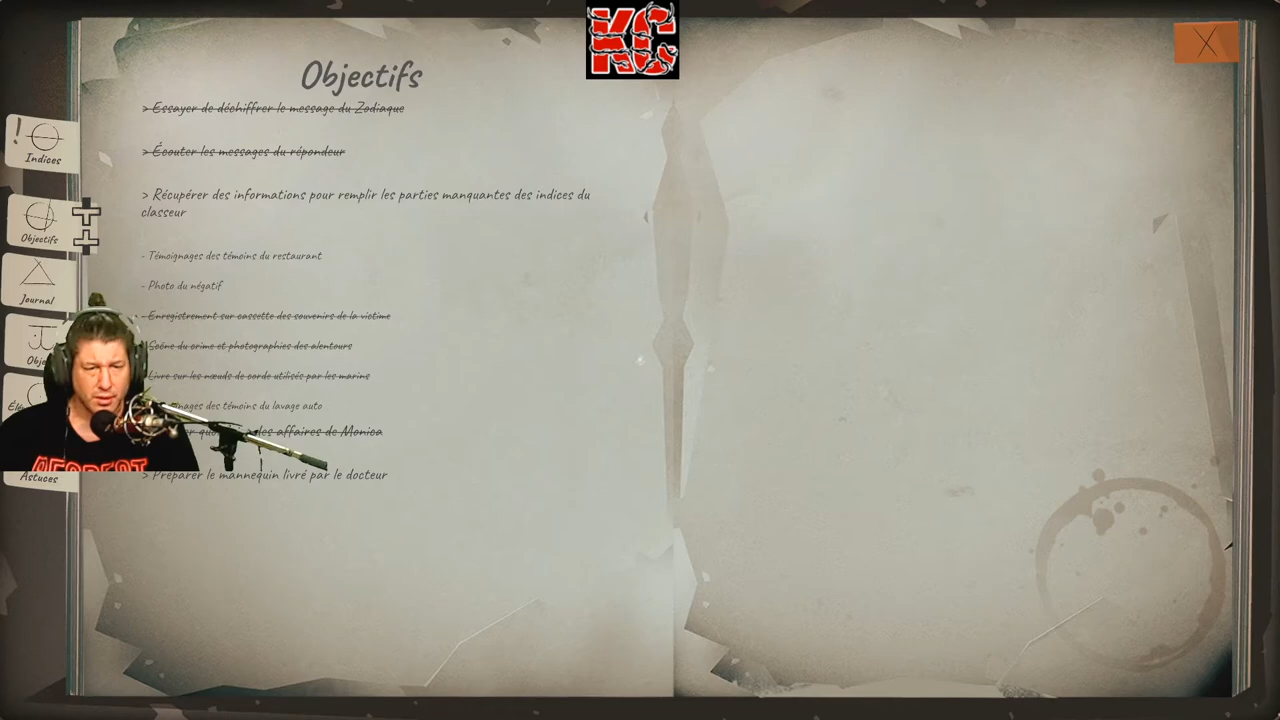 KC
Objectifs
> Essayer de déchiffrer le message du Zodiaque
> Écouter les messages du répondeur
> Récupérer des informations pour remplir les parties manquantes des indices du
classeur
- Témoignages des témoins du restaurant
- Photo du négatif
- Enregistrement sur cassette des souvenirs de la victime
Scène du crime et photographies des alentours
Livre sur les nœuds de corde utilisés par les marins
des témoins du lavage auto
des affaires de Monica
> Préparer le mannequin livré par le docteur
! Indices
Objectifs
Journal
Astuces
X